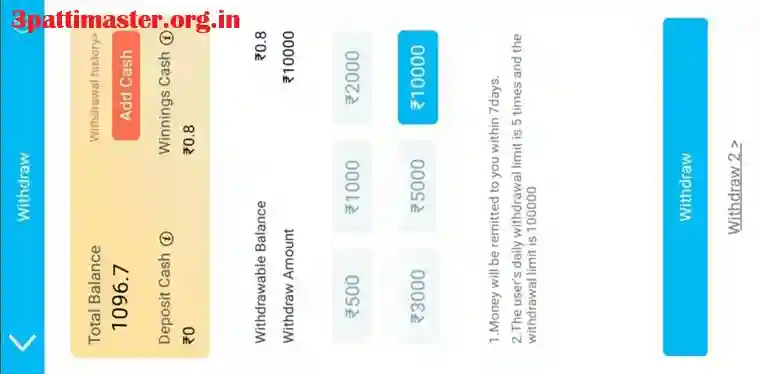 3pattimaster.org.in
Withdraw
Total Balance
Withdrawal history>
1096.7
Add Cash
Deposit Cash i
Winnings Cash i
₹0
₹0.8
Withdrawable Balance ₹0.8
Withdraw Amount ₹10000
₹500 ₹1000 ₹2000
₹3000 ₹5000 ₹10000
1.Money will be remitted to you within 7days.
2.The user's daily withdrawal limit is 5 times and the
withdrawal limit is 100000
Withdraw
Withdraw 2 >